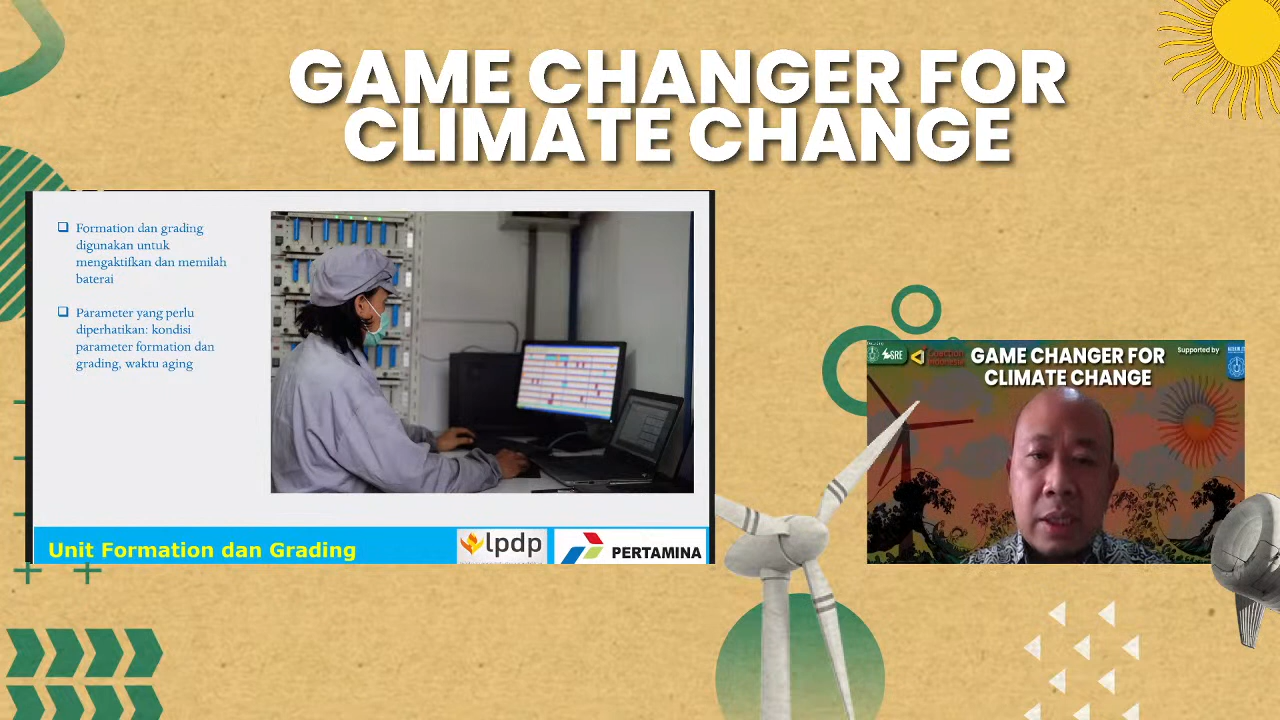 GAME CHANGER FOR
CLIMATE CHANGE
Formation dan grading
digunakan untuk
mengaktifkan dan memilah
baterai
Parameter yang perlu
diperhatikan: kondisi
parameter formation dan
grading, waktu aging
Unit Formation dan Grading
lpdp
PERTAMINA
SRE
GAME CHANGER FOR
CLIMATE CHANGE
Supported by